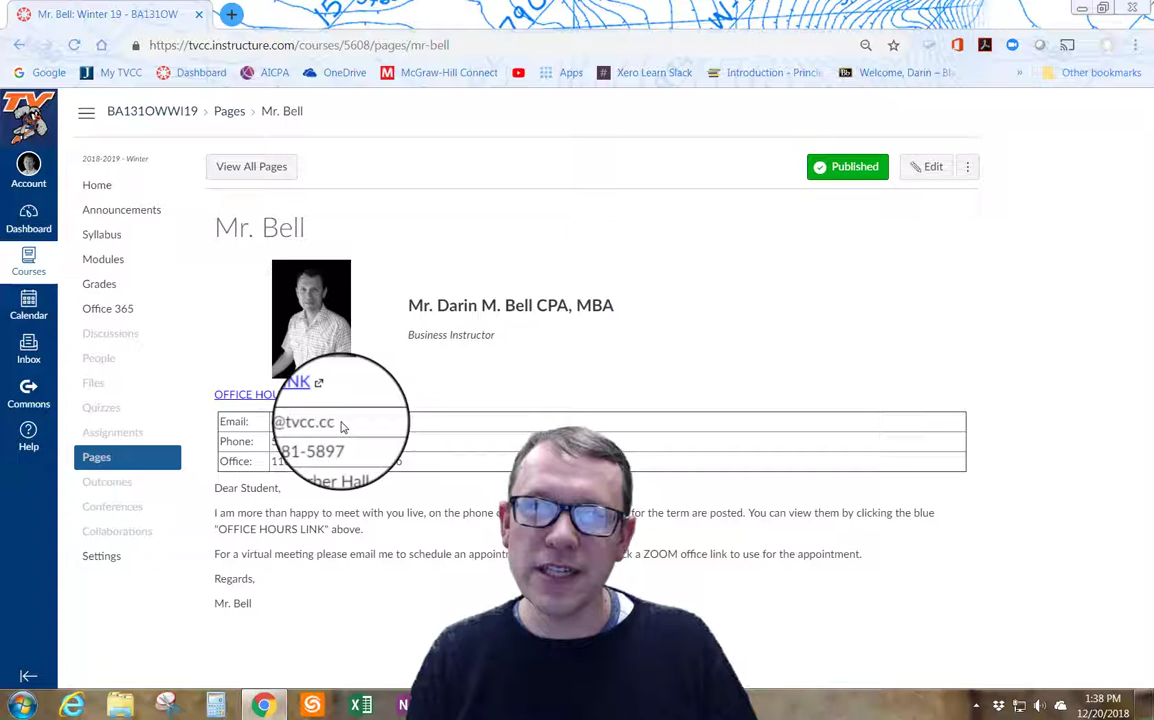 Mr. Bell: Winter 19 - BA131OW
https://tvcc.instructure.com/courses/5608/pages/mr-bell
Google My TVCC Dashboard AICPA OneDrive McGraw-Hill Connect Apps Xero Learn Slack Introduction - Princi Welcome, Darin – Bla » Other bookmarks
TV
BA131OWWI19 › Pages › Mr. Bell
Account
Dashboard
Courses
Calendar
Inbox
Commons
Help
2018-2019 - Winter
Home
Announcements
Syllabus
Modules
Grades
Office 365
Discussions
People
Files
Quizzes
Assignments
Pages
Outcomes
Conferences
Collaborations
Settings
View All Pages
Published
Edit
Mr. Bell
Mr. Darin M. Bell CPA, MBA
Business Instructor
OFFICE HOU NK
Email: @tvcc.cc
Phone: 81-5897
Office: 11 rber Hall
Dear Student,
I am more than happy to meet with you live, on the phone for the term are posted. You can view them by clicking the blue
"OFFICE HOURS LINK" above.
For a virtual meeting please email me to schedule an appoint a ZOOM office link to use for the appointment.
Regards,
Mr. Bell
1:38 PM
12/20/2018